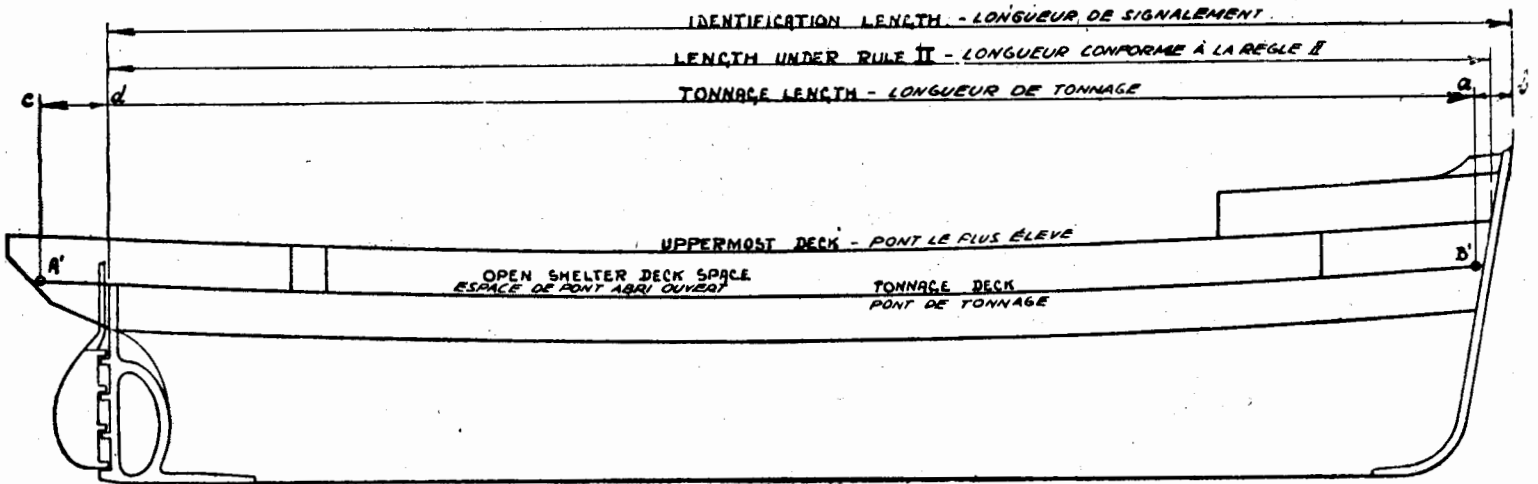 IDENTIFICATION LENGTH - LONGUEUR DE SIGNALEMENT
LENGTH UNDER RULE II - LONGUEUR CONFORME À LA RÈGLE II
c d TONNAGE LENGTH - LONGUEUR DE TONNAGE a
UPPERMOST DECK - PONT LE PLUS ÉLEVÉ
A' B'
OPEN SHELTER DECK SPACE TONNAGE DECK
ESPACE DE PONT ABRI OUVERT PONT DE TONNAGE